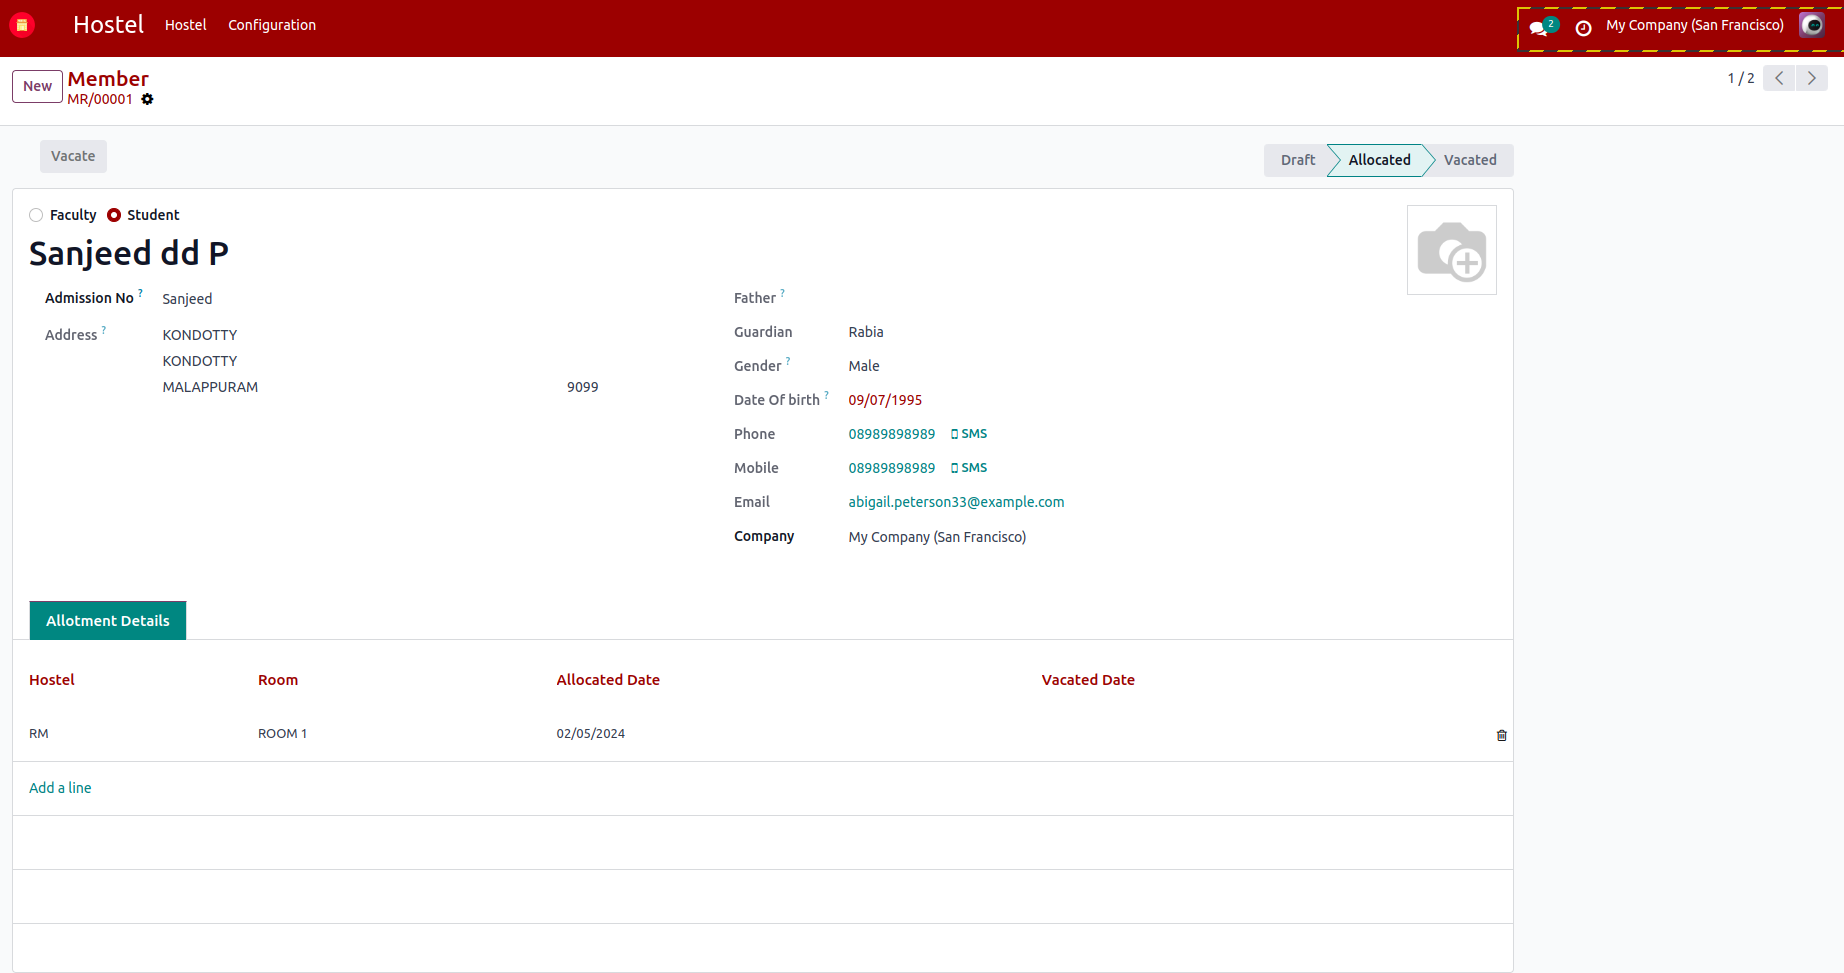 Hostel Hostel Configuration 2 My Company (San Francisco)
New Member 1 / 2
MR/00001
Vacate Draft Allocated Vacated
Faculty Student
Sanjeed dd P
Admission No ? Sanjeed
Address ? KONDOTTY
KONDOTTY
MALAPPURAM 9099
Father ?
Guardian Rabia
Gender ? Male
Date Of birth ? 09/07/1995
Phone 08989898989 SMS
Mobile 08989898989 SMS
Email abigail.peterson33@example.com
Company My Company (San Francisco)
Allotment Details
Hostel Room Allocated Date Vacated Date
RM ROOM 1 02/05/2024
Add a line